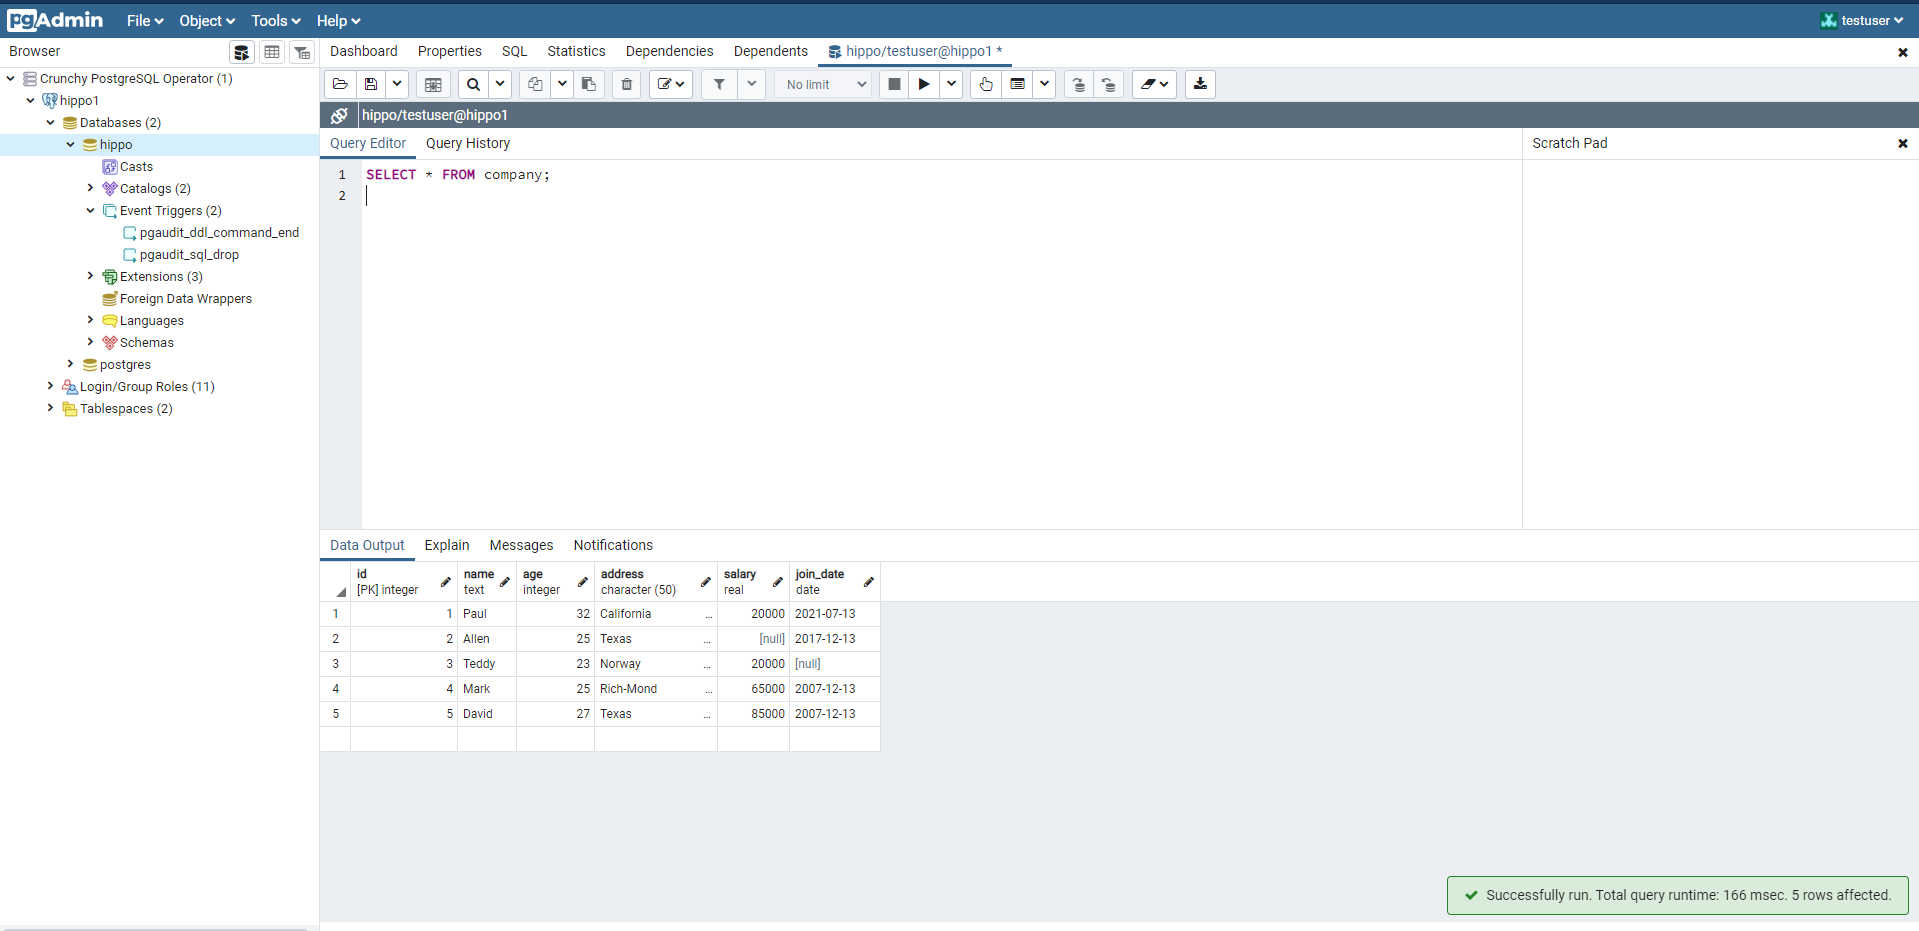 pgAdmin File Object Tools Help testuser
Browser
Dashboard Properties SQL Statistics Dependencies Dependents hippo/testuser@hippo1 *
Crunchy PostgreSQL Operator (1)
hippo1
Databases (2)
hippo
Casts
Catalogs (2)
Event Triggers (2)
pgaudit_ddl_command_end
pgaudit_sql_drop
Extensions (3)
Foreign Data Wrappers
Languages
Schemas
postgres
Login/Group Roles (11)
Tablespaces (2)
No limit
hippo/testuser@hippo1
Query Editor Query History
Scratch Pad
1 SELECT * FROM company;
2
Data Output Explain Messages Notifications
id name age address salary join_date
[PK] integer text integer character (50) real date
1 1 Paul 32 California ... 20000 2021-07-13
2 2 Allen 25 Texas ... [null] 2017-12-13
3 3 Teddy 23 Norway ... 20000 [null]
4 4 Mark 25 Rich-Mond ... 65000 2007-12-13
5 5 David 27 Texas ... 85000 2007-12-13
Successfully run. Total query runtime: 166 msec. 5 rows affected.